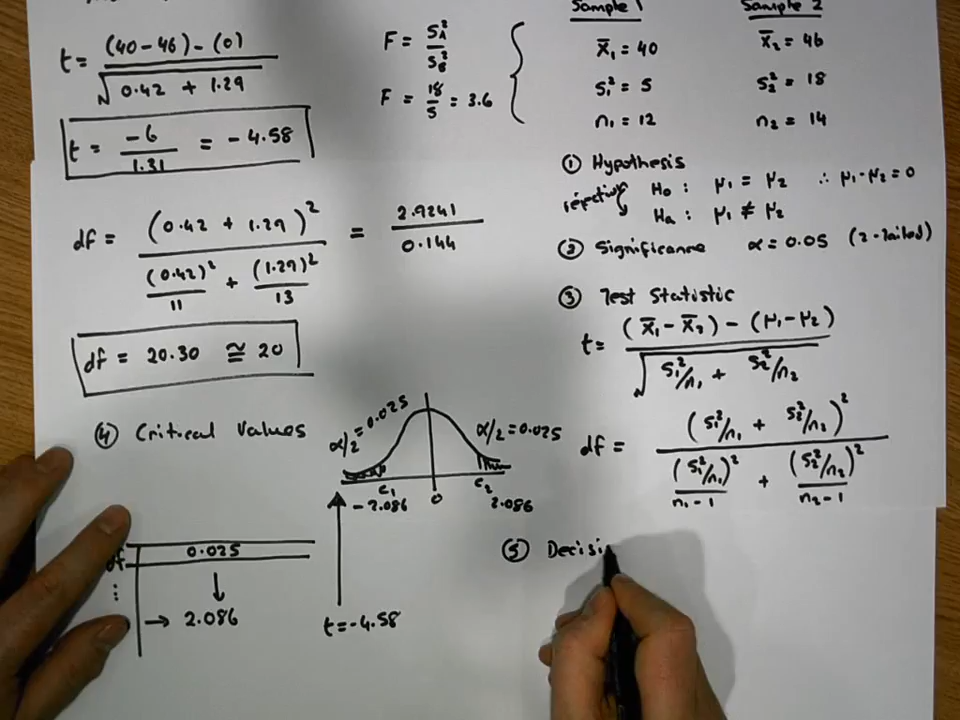 Sample 1
Sample 2
x̄₁ = 40
x̄₂ = 46
s₁² = 5
s₂² = 18
n₁ = 12
n₂ = 14
t = (40-46)-(0) / √(0.42 + 1.29)
F = S_A² / S_B²
F = 18/5 = 3.6
t = -6 / 1.31 = -4.58
① Hypothesis
rejecting
H₀ : μ₁ = μ₂ ∴ μ₁-μ₂ = 0
Hₐ : μ₁ ≠ μ₂
② Significanne α = 0.05 (2-tailed)
df = (0.42 + 1.29)² / ((0.42)²/11 + (1.29)²/13) = 2.9241 / 0.144
③ Test Statistic
t = (x̄₁ - x̄₂) - (μ₁-μ₂) / √(s₁²/n₁ + s₂²/n₂)
df = 20.30 ≅ 20
df = (s₁²/n₁ + s₂²/n₂)² / ((s₁²/n₁)²/(n₁-1) + (s₂²/n₂)²/(n₂-1))
④ Critical Values
α/2 = 0.025
α/2 = 0.025
c₁
0
c₂
-2.086
2.086
df
0.025
⋮
→ 2.086
t = -4.58
⑤ Decisi